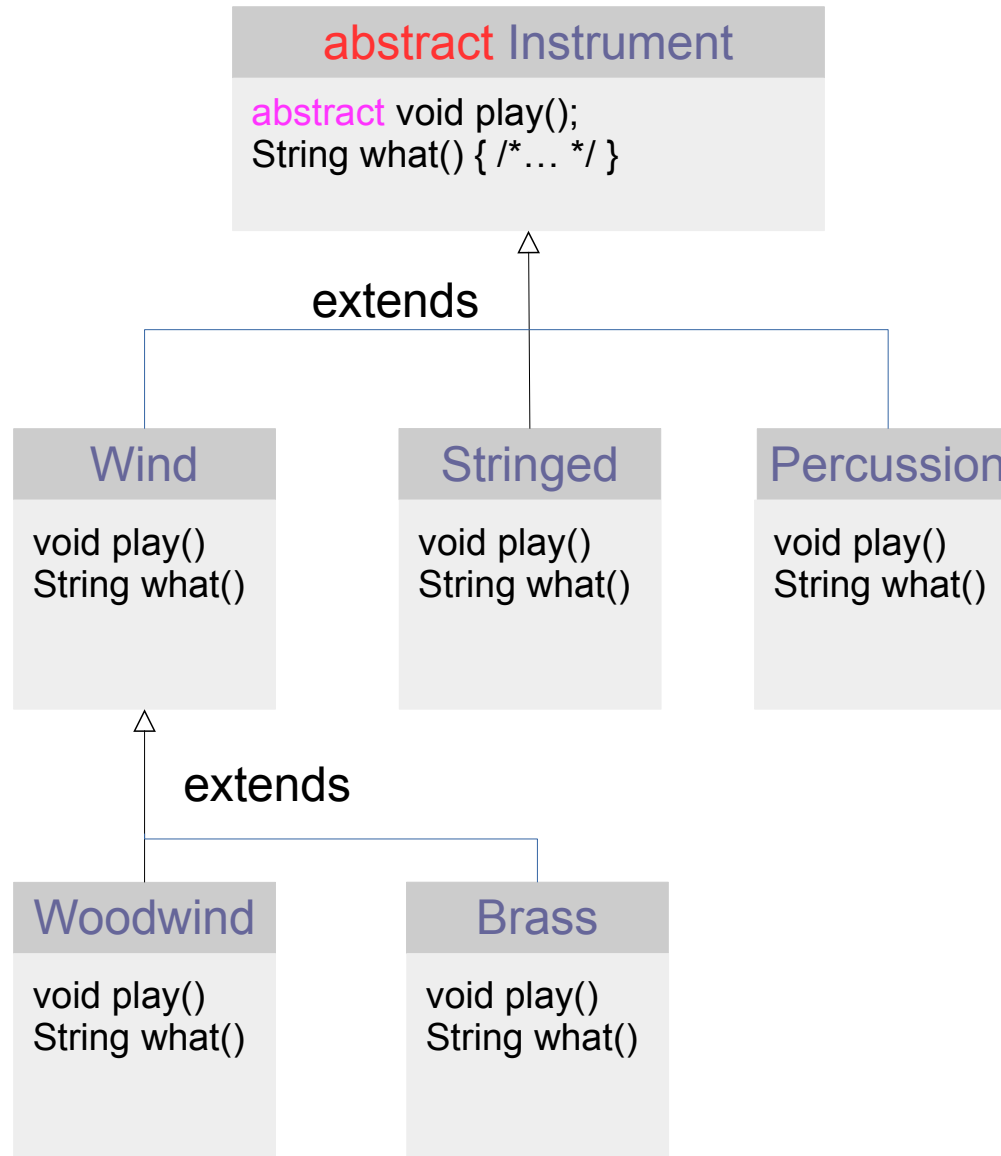 abstract Instrument
abstract void play();
String what() { /*… */ }
extends
Wind
void play()
String what()
Stringed
void play()
String what()
Percussion
void play()
String what()
extends
Woodwind
void play()
String what()
Brass
void play()
String what()